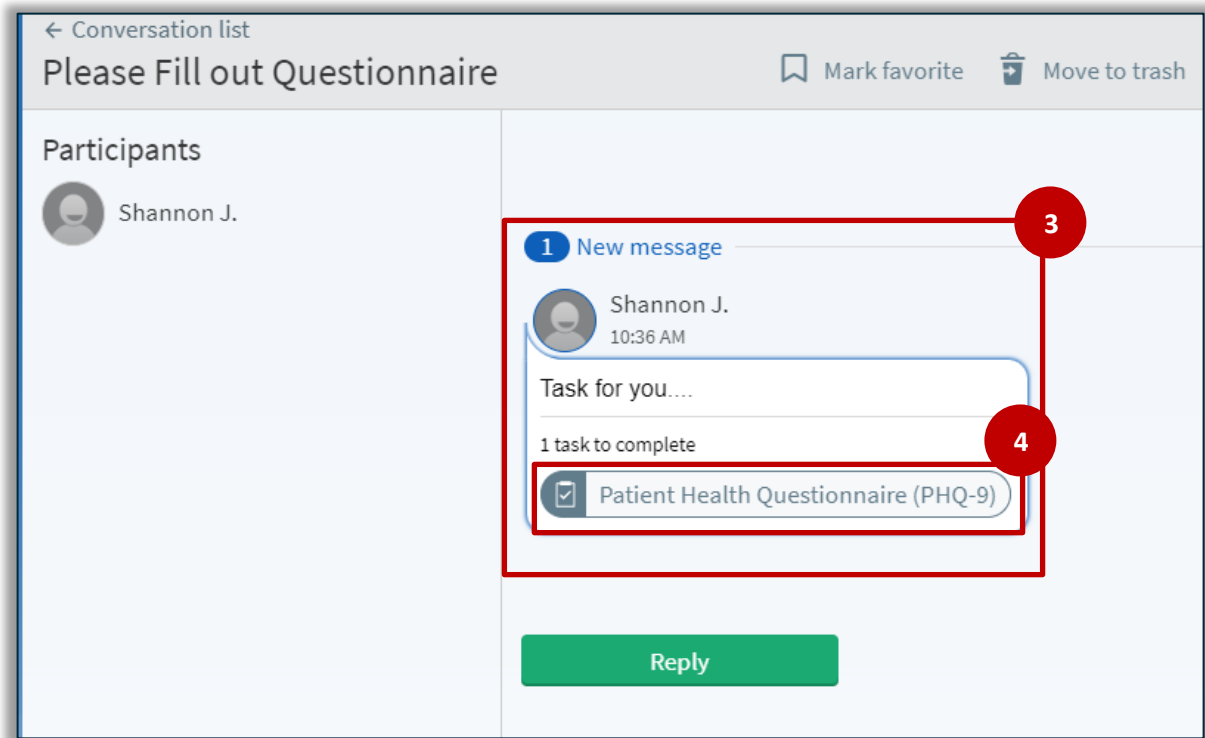 ← Conversation list
Please Fill out Questionnaire
Mark favorite
Move to trash
Participants
Shannon J.
3
1 New message
Shannon J.
10:36 AM
Task for you....
4
1 task to complete
Patient Health Questionnaire (PHQ-9)
Reply